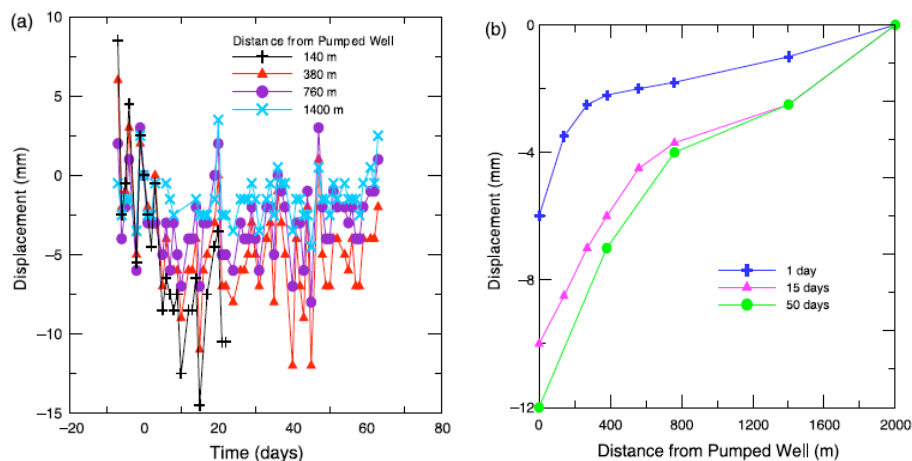 (a)
10
5
0
−5
−10
−15
Displacement (mm)
−20
0
20
40
60
80
Time (days)
Distance from Pumped Well
140 m
380 m
760 m
1400 m
(b)
0
−4
−8
−12
Displacement (mm)
0
400
800
1200
1600
2000
Distance from Pumped Well (m)
1 day
15 days
50 days